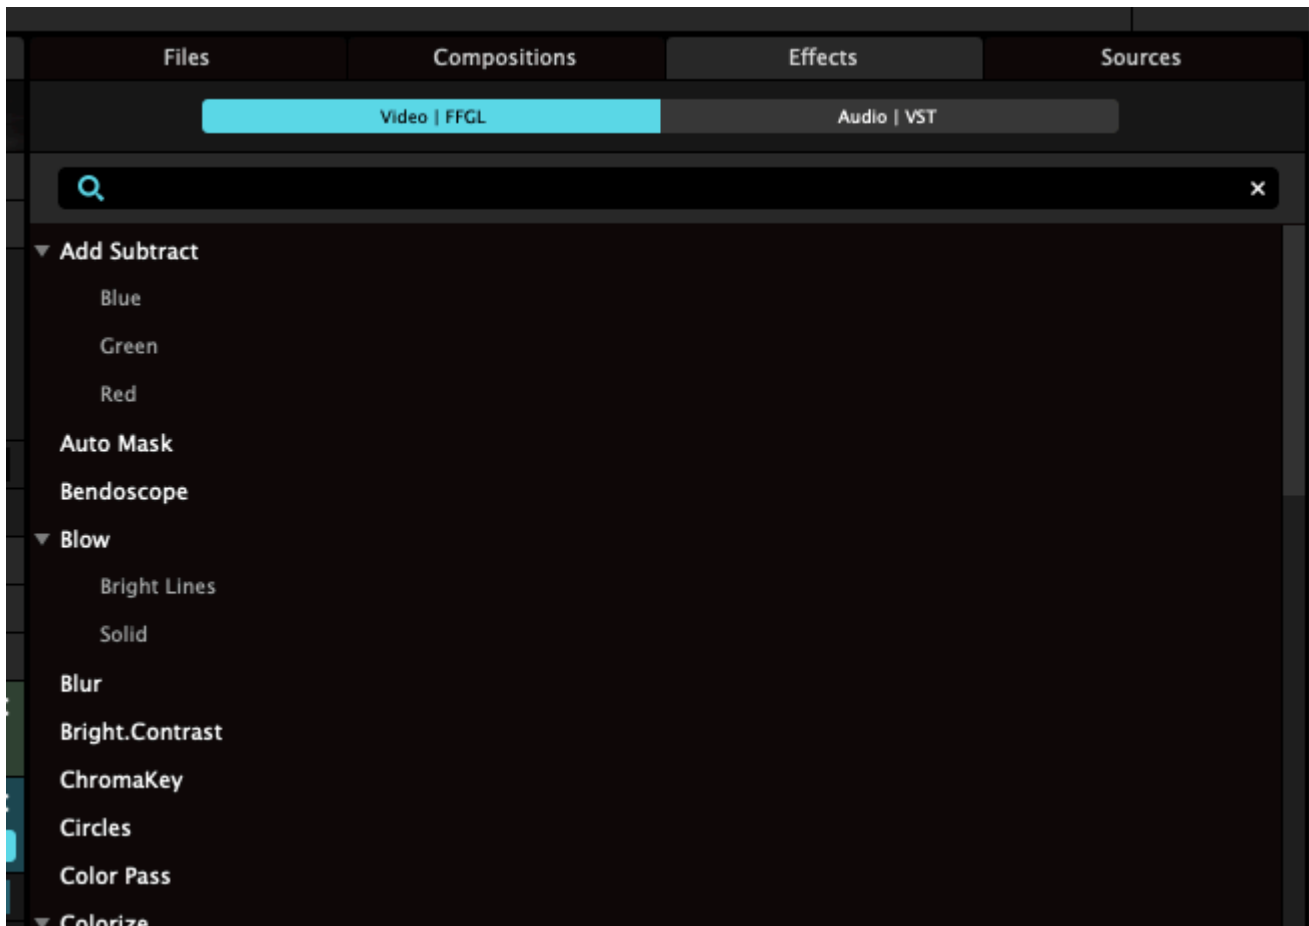 Files Compositions Effects Sources
Video | FFGL Audio | VST
Add Subtract
Blue
Green
Red
Auto Mask
Bendoscope
Blow
Bright Lines
Solid
Blur
Bright.Contrast
ChromaKey
Circles
Color Pass
Colorize